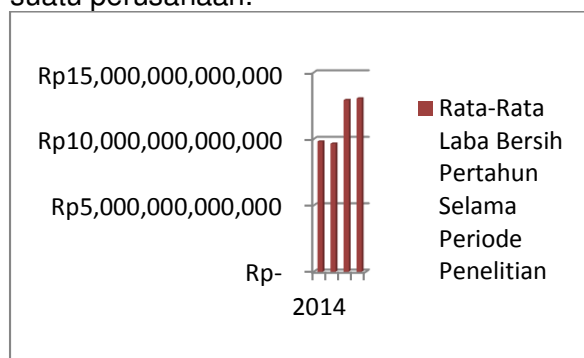 suatu perusahaan.
Rp15,000,000,000,000
Rp10,000,000,000,000
Rp5,000,000,000,000
Rp-
2014
Rata-Rata
Laba Bersih
Pertahun
Selama
Periode
Penelitian